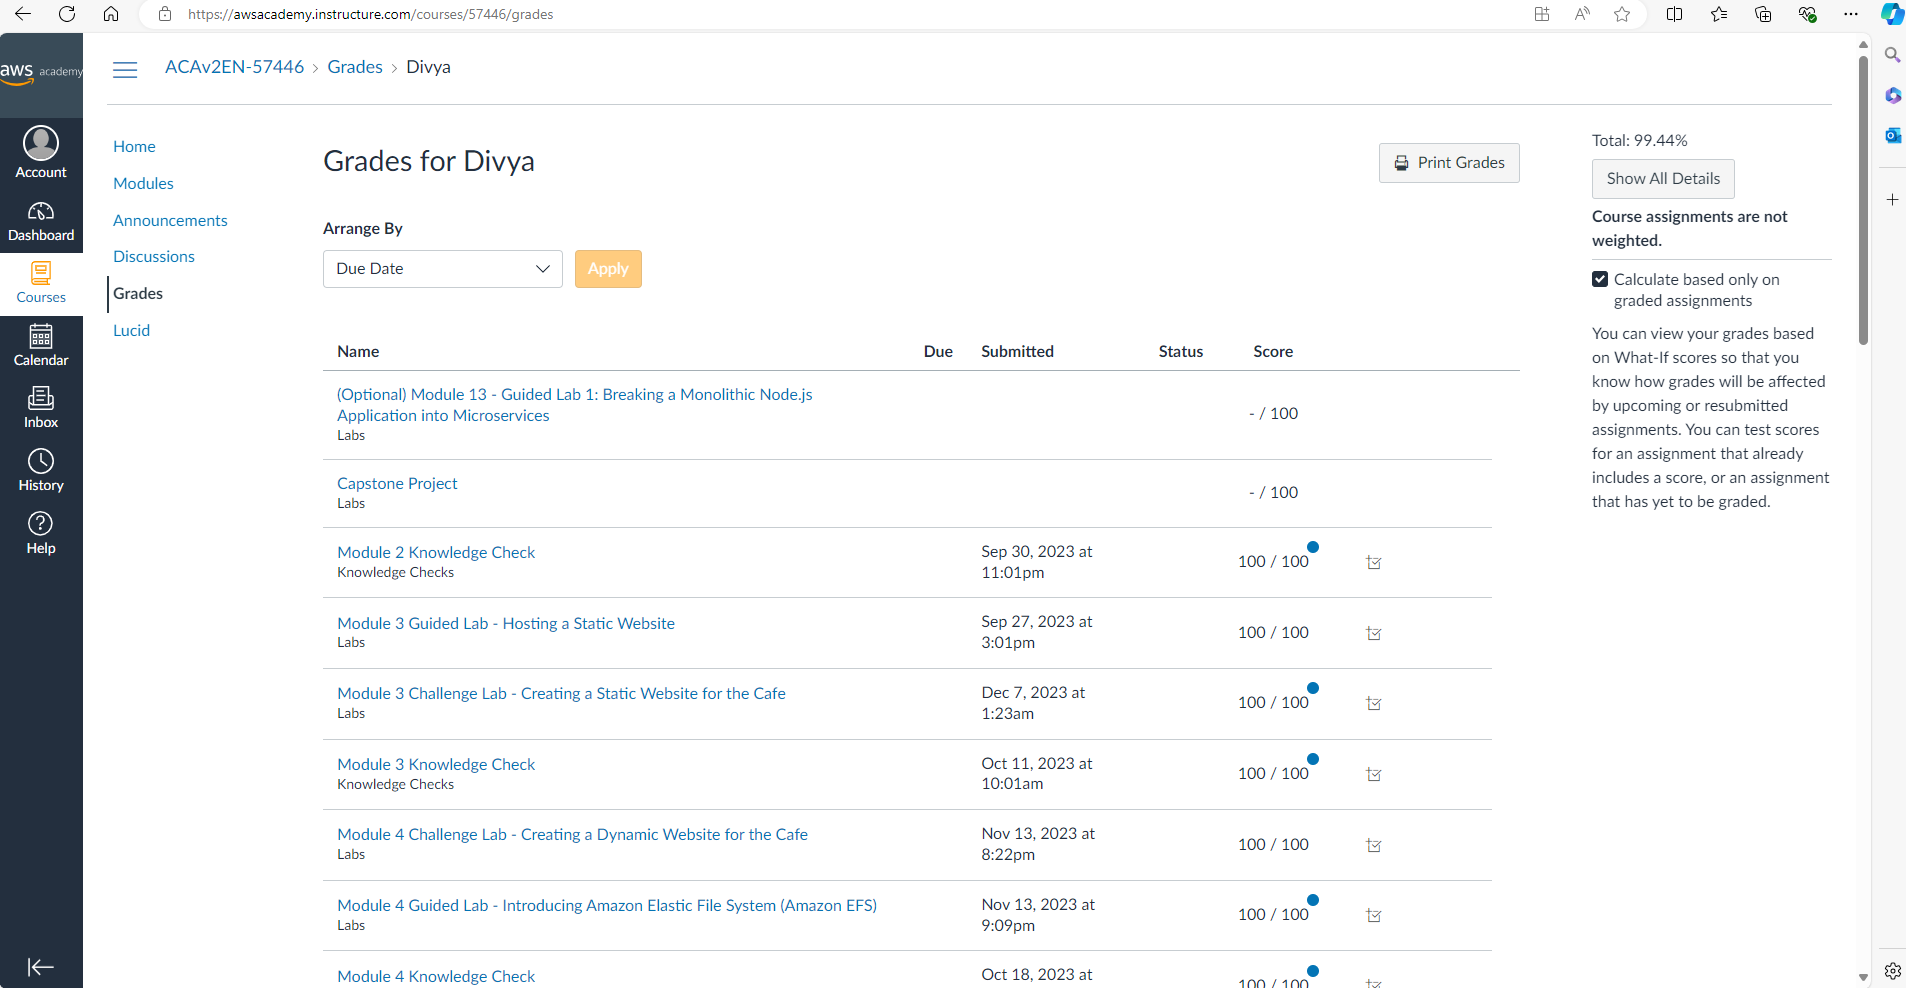 https://awsacademy.instructure.com/courses/57446/grades
aws academy
ACAv2EN-57446 > Grades > Divya
Account
Dashboard
Courses
Calendar
Inbox
History
Help
Home
Modules
Announcements
Discussions
Grades
Lucid
Grades for Divya
Print Grades
Arrange By
Due Date
Apply
Name Due Submitted Status Score
(Optional) Module 13 - Guided Lab 1: Breaking a Monolithic Node.js
Application into Microservices
Labs
- / 100
Capstone Project
Labs
- / 100
Module 2 Knowledge Check
Knowledge Checks
Sep 30, 2023 at
11:01pm
100 / 100
Module 3 Guided Lab - Hosting a Static Website
Labs
Sep 27, 2023 at
3:01pm
100 / 100
Module 3 Challenge Lab - Creating a Static Website for the Cafe
Labs
Dec 7, 2023 at
1:23am
100 / 100
Module 3 Knowledge Check
Knowledge Checks
Oct 11, 2023 at
10:01am
100 / 100
Module 4 Challenge Lab - Creating a Dynamic Website for the Cafe
Labs
Nov 13, 2023 at
8:22pm
100 / 100
Module 4 Guided Lab - Introducing Amazon Elastic File System (Amazon EFS)
Labs
Nov 13, 2023 at
9:09pm
100 / 100
Module 4 Knowledge Check
Oct 18, 2023 at
100 / 100
Total: 99.44%
Show All Details
Course assignments are not
weighted.
Calculate based only on
graded assignments
You can view your grades based
on What-If scores so that you
know how grades will be affected
by upcoming or resubmitted
assignments. You can test scores
for an assignment that already
includes a score, or an assignment
that has yet to be graded.